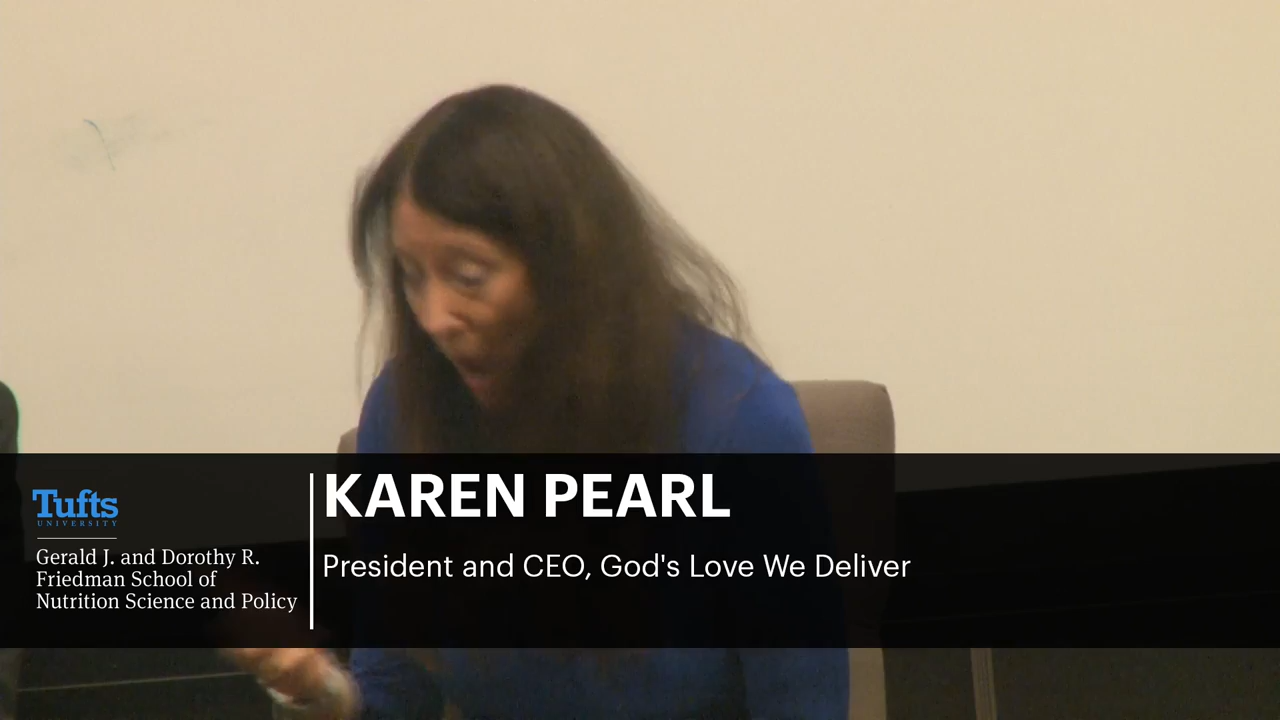 Tufts
UNIVERSITY
Gerald J. and Dorothy R.
Friedman School of
Nutrition Science and Policy
KAREN PEARL
President and CEO, God's Love We Deliver